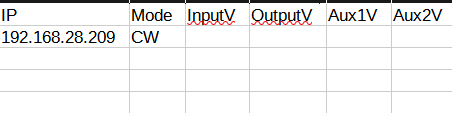 IP Mode InputV OutputV Aux1V Aux2V
192.168.28.209 CW